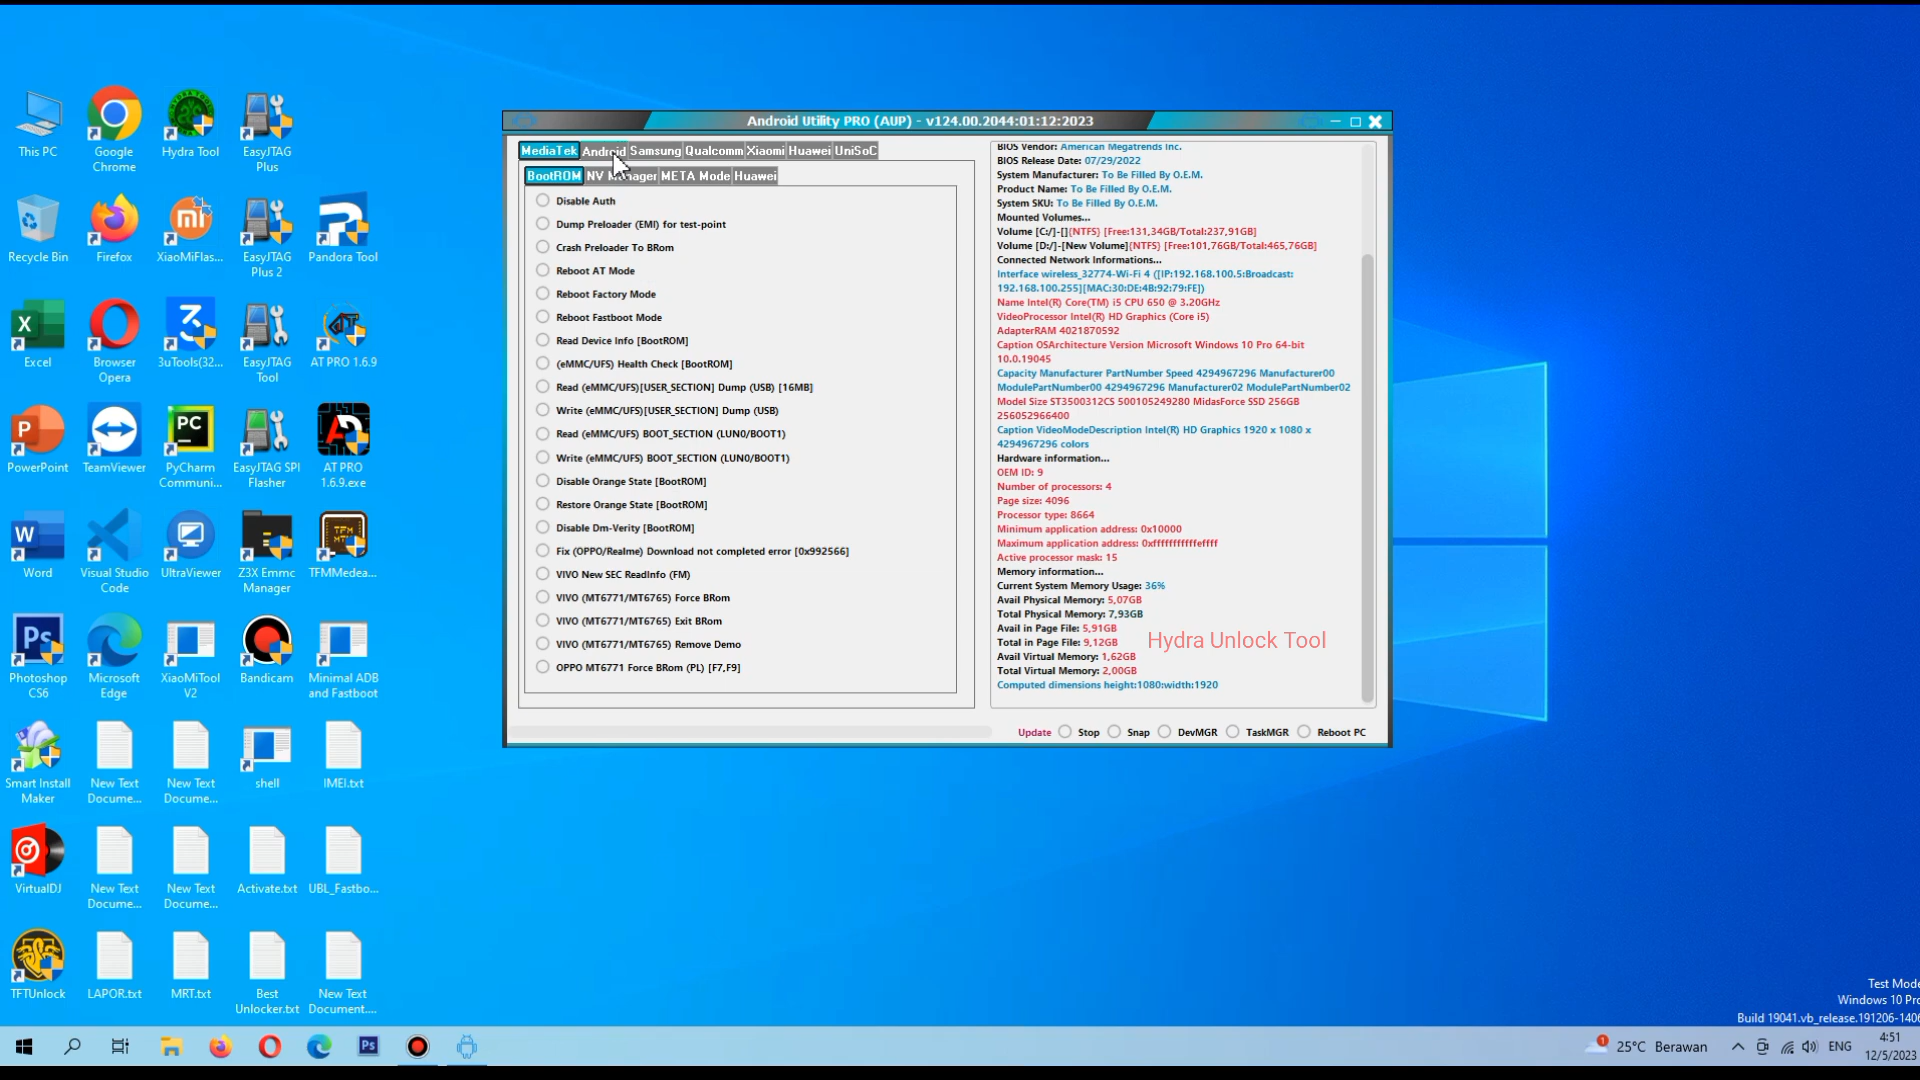 This PC
Google
Chrome
Hydra Tool
EasyJTAG
Plus
Recycle Bin
Firefox
XiaoMiFlas...
EasyJTAG
Plus 2
Pandora Tool
Excel
Browser
Opera
3uTools(32...
EasyJTAG
Tool
AT PRO 1.6.9
PowerPoint
TeamViewer
PyCharm
Communi...
EasyJTAG SPI
Flasher
AT PRO
1.6.9.exe
Word
Visual Studio
Code
UltraViewer
Z3X Emmc
Manager
TFMMedea...
Photoshop
CS6
Microsoft
Edge
XiaoMiTool
V2
Bandicam
Minimal ADB
and Fastboot
Smart Install
Maker
New Text
Docume...
New Text
Docume...
shell
IMEI.txt
VirtualDJ
New Text
Docume...
New Text
Docume...
Activate.txt
UBL_Fastbo...
TFTUnlock
LAPOR.txt
MRT.txt
Best
Unlocker.txt
New Text
Document....
Android Utility PRO (AUP) - v124.00.2044:01:12:2023
MediaTek Android Samsung Qualcomm Xiaomi Huawei UniSoC
BootROM NV Manager META Mode Huawei
Disable Auth
Dump Preloader (EMI) for test-point
Crash Preloader To BRom
Reboot AT Mode
Reboot Factory Mode
Reboot Fastboot Mode
Read Device Info [BootROM]
(eMMC/UFS) Health Check [BootROM]
Read (eMMC/UFS)[USER_SECTION] Dump (USB) [16MB]
Write (eMMC/UFS)[USER_SECTION] Dump (USB)
Read (eMMC/UFS) BOOT_SECTION (LUN0/BOOT1)
Write (eMMC/UFS) BOOT_SECTION (LUN0/BOOT1)
Disable Orange State [BootROM]
Restore Orange State [BootROM]
Disable Dm-Verity [BootROM]
Fix (OPPO/Realme) Download not completed error [0x992566]
VIVO New SEC ReadInfo (FM)
VIVO (MT6771/MT6765) Force BRom
VIVO (MT6771/MT6765) Exit BRom
VIVO (MT6771/MT6765) Remove Demo
OPPO MT6771 Force BRom (PL) [F7,F9]
BIOS Vendor: American Megatrends Inc.
BIOS Release Date: 07/29/2022
System Manufacturer: To Be Filled By O.E.M.
Product Name: To Be Filled By O.E.M.
System SKU: To Be Filled By O.E.M.
Mounted Volumes...
Volume [C:/]-[]{NTFS} [Free:131,34GB/Total:237,91GB]
Volume [D:/]-[New Volume]{NTFS} [Free:101,76GB/Total:465,76GB]
Connected Network Informations...
Interface wireless_32774-Wi-Fi 4 ([IP:192.168.100.5:Broadcast:
192.168.100.255][MAC:30:DE:4B:92:79:FE])
Name Intel(R) Core(TM) i5 CPU 650 @ 3.20GHz
VideoProcessor Intel(R) HD Graphics (Core i5)
AdapterRAM 4021870592
Caption OSArchitecture Version Microsoft Windows 10 Pro 64-bit
10.0.19045
Capacity Manufacturer PartNumber Speed 4294967296 Manufacturer00
ModulePartNumber00 4294967296 Manufacturer02 ModulePartNumber02
Model Size ST3500312CS 500105249280 MidasForce SSD 256GB
256052966400
Caption VideoModeDescription Intel(R) HD Graphics 1920 x 1080 x
4294967296 colors
Hardware information...
OEM ID: 9
Number of processors: 4
Page size: 4096
Processor type: 8664
Minimum application address: 0x10000
Maximum application address: 0xfffffffffffeffff
Active processor mask: 15
Memory information...
Current System Memory Usage: 36%
Avail Physical Memory: 5,07GB
Total Physical Memory: 7,93GB
Avail in Page File: 5,91GB
Total in Page File: 9,12GB
Avail Virtual Memory: 1,62GB
Total Virtual Memory: 2,00GB
Computed dimensions height:1080:width:1920
Hydra Unlock Tool
Update Stop Snap DevMGR TaskMGR Reboot PC
Test Mode
Windows 10 Pro
Build 19041.vb_release.191206-1406
25°C Berawan
ENG
4:51
12/5/2023